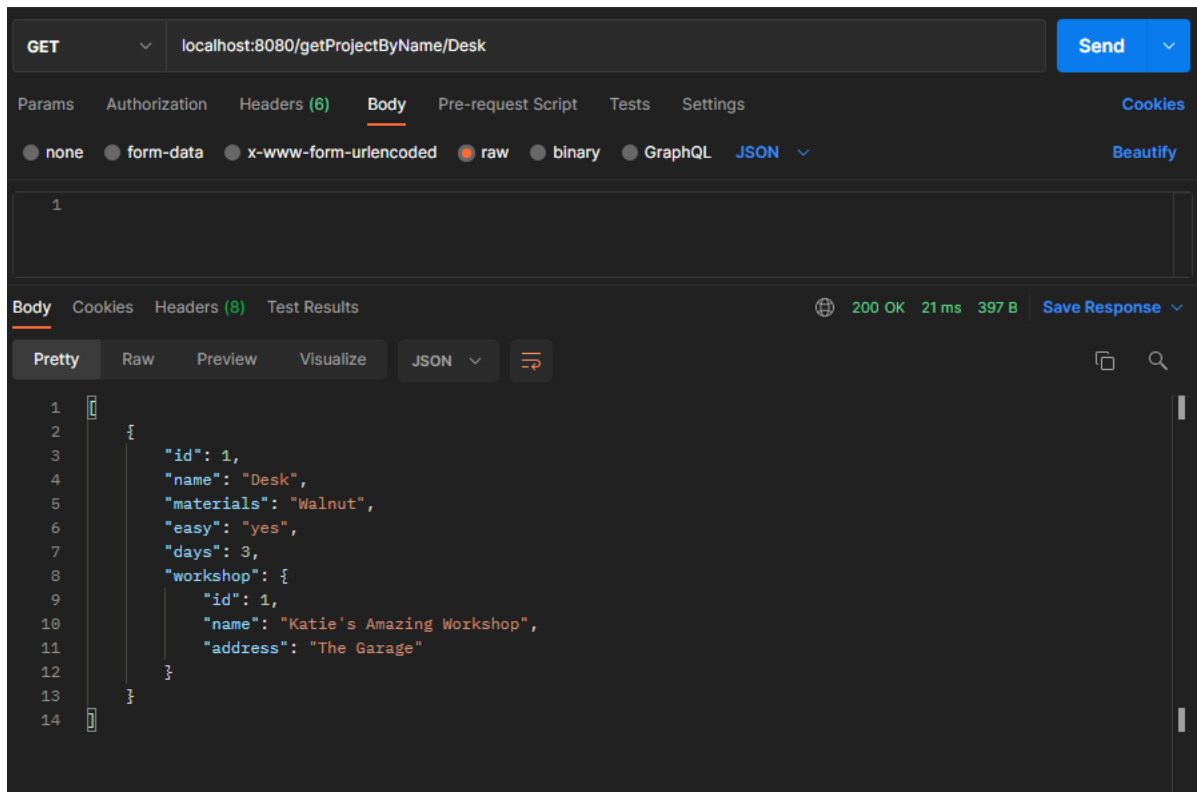 GET localhost:8080/getProjectByName/Desk Send
Params Authorization Headers (6) Body Pre-request Script Tests Settings Cookies
none form-data x-www-form-urlencoded raw binary GraphQL JSON Beautify
1
Body Cookies Headers (8) Test Results 200 OK 21 ms 397 B Save Response
Pretty Raw Preview Visualize JSON
1 [
2 {
3 "id": 1,
4 "name": "Desk",
5 "materials": "Walnut",
6 "easy": "yes",
7 "days": 3,
8 "workshop": {
9 "id": 1,
10 "name": "Katie's Amazing Workshop",
11 "address": "The Garage"
12 }
13 }
14 ]